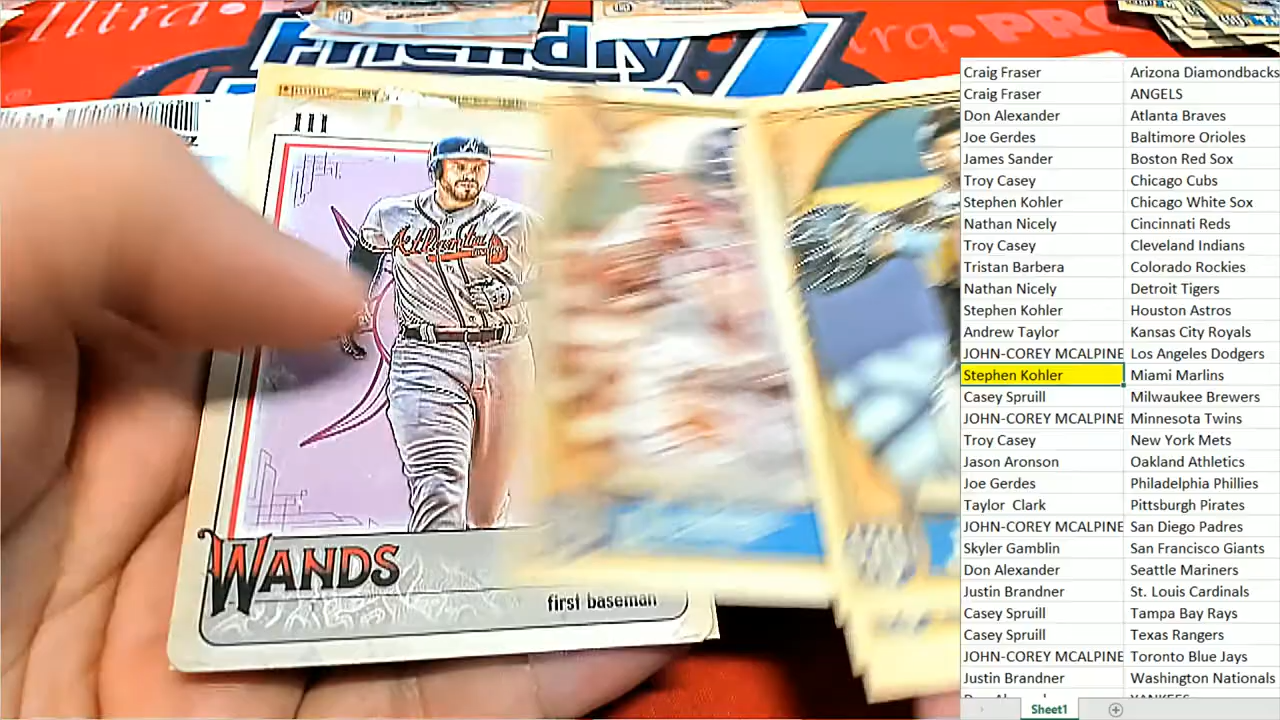 Ultra
Friendly
ra-PRO
III
Atlanta
WANDS
first baseman
Craig Fraser Arizona Diamondbacks
Craig Fraser ANGELS
Don Alexander Atlanta Braves
Joe Gerdes Baltimore Orioles
James Sander Boston Red Sox
Troy Casey Chicago Cubs
Stephen Kohler Chicago White Sox
Nathan Nicely Cincinnati Reds
Troy Casey Cleveland Indians
Tristan Barbera Colorado Rockies
Nathan Nicely Detroit Tigers
Stephen Kohler Houston Astros
Andrew Taylor Kansas City Royals
JOHN-COREY MCALPINE Los Angeles Dodgers
Stephen Kohler Miami Marlins
Casey Spruill Milwaukee Brewers
JOHN-COREY MCALPINE Minnesota Twins
Troy Casey New York Mets
Jason Aronson Oakland Athletics
Joe Gerdes Philadelphia Phillies
Taylor Clark Pittsburgh Pirates
JOHN-COREY MCALPINE San Diego Padres
Skyler Gamblin San Francisco Giants
Don Alexander Seattle Mariners
Justin Brandner St. Louis Cardinals
Casey Spruill Tampa Bay Rays
Casey Spruill Texas Rangers
JOHN-COREY MCALPINE Toronto Blue Jays
Justin Brandner Washington Nationals
Don Alexander YANKEES
Sheet1